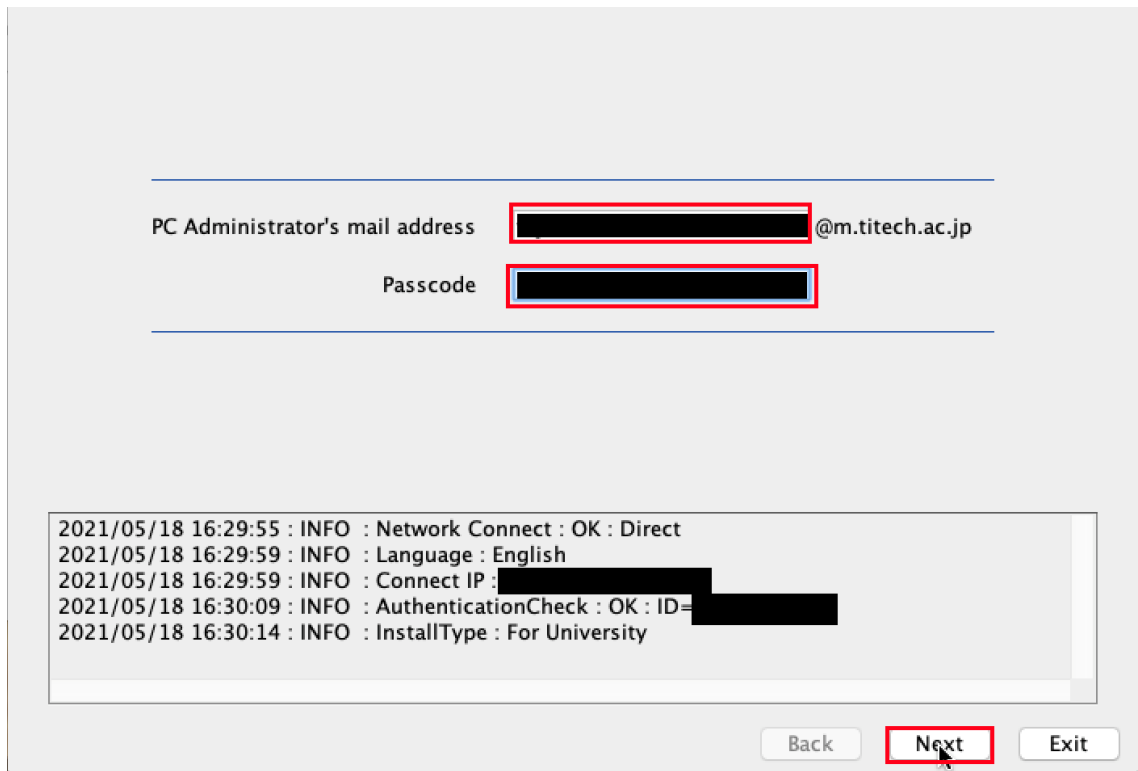 PC Administrator's mail address @m.titech.ac.jp
Passcode
2021/05/18 16:29:55 : INFO : Network Connect : OK : Direct
2021/05/18 16:29:59 : INFO : Language : English
2021/05/18 16:29:59 : INFO : Connect IP :
2021/05/18 16:30:09 : INFO : AuthenticationCheck : OK : ID=
2021/05/18 16:30:14 : INFO : InstallType : For University
Back Next Exit